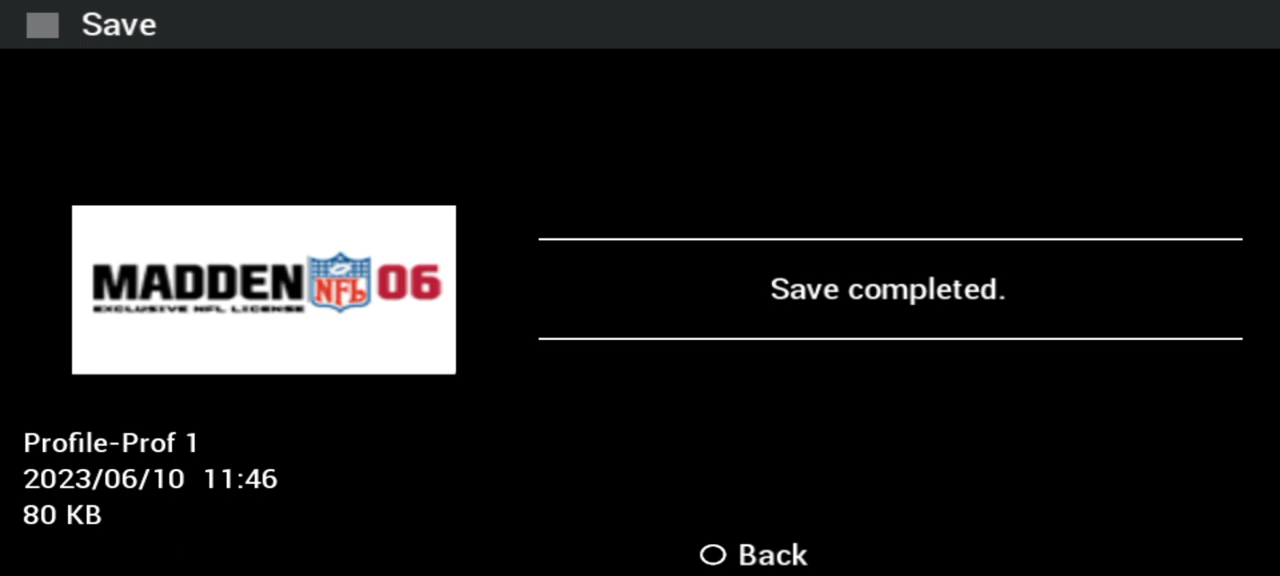 Save
MADDEN NFL 06
EXCLUSIVE NFL LICENSE
Save completed.
Profile-Prof 1
2023/06/10 11:46
80 KB
Back